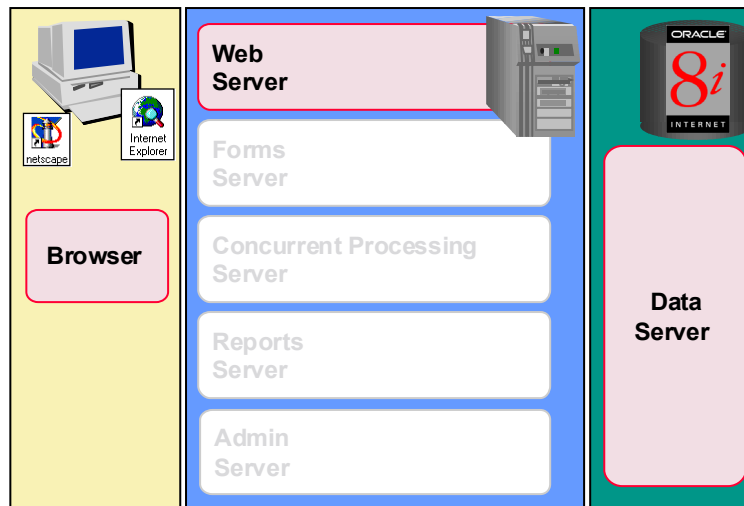 netscape
Internet
Explorer
Browser
Web
Server
Forms
Server
Concurrent Processing
Server
Reports
Server
Admin
Server
ORACLE
8i
INTERNET
Data
Server